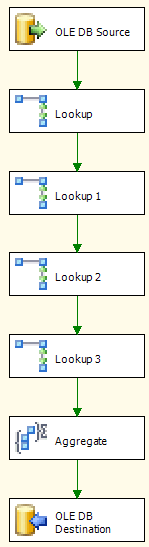 OLE DB Source
Lookup
Lookup 1
Lookup 2
Lookup 3
Aggregate
OLE DB
Destination